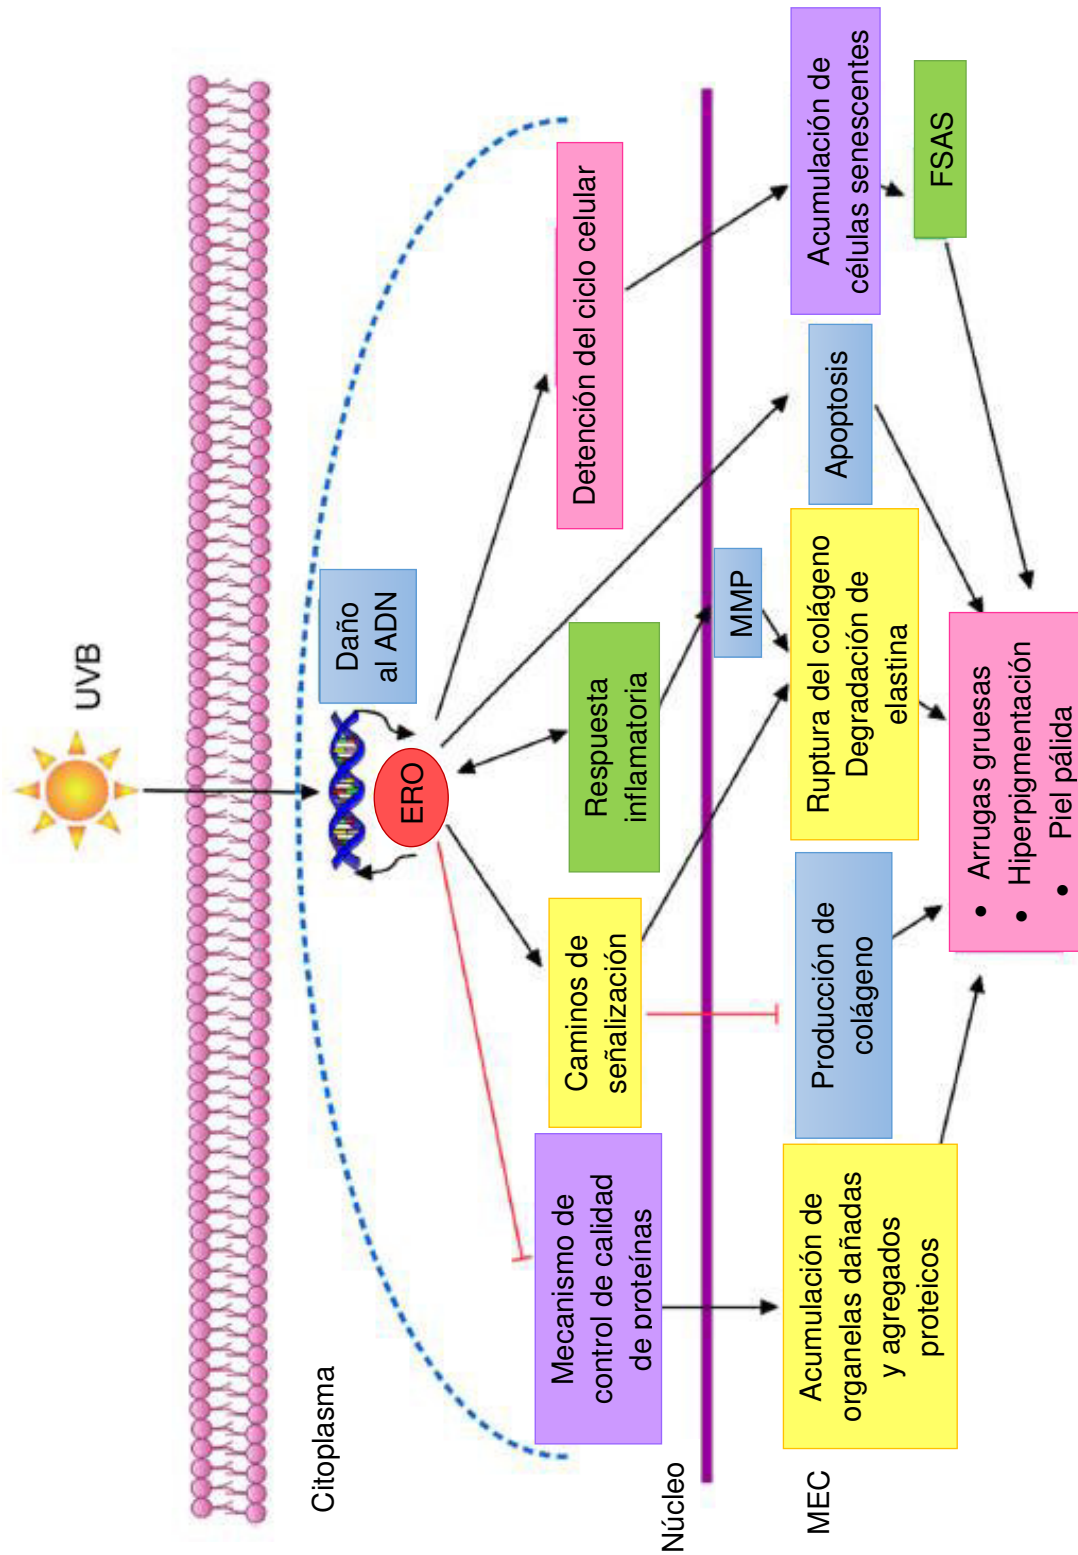 UVB
Citoplasma
Daño
al ADN
ERO
Mecanismo de
control de calidad
de proteínas
Caminos de
señalización
Respuesta
inflamatoria
Detención del ciclo celular
Núcleo
MMP
MEC
Acumulación de
organelas dañadas
y agregados
proteicos
Producción de
colágeno
Ruptura del colágeno
Degradación de
elastina
Apoptosis
Acumulación de
células senescentes
FSAS
• Arrugas gruesas
• Hiperpigmentación
• Piel pálida